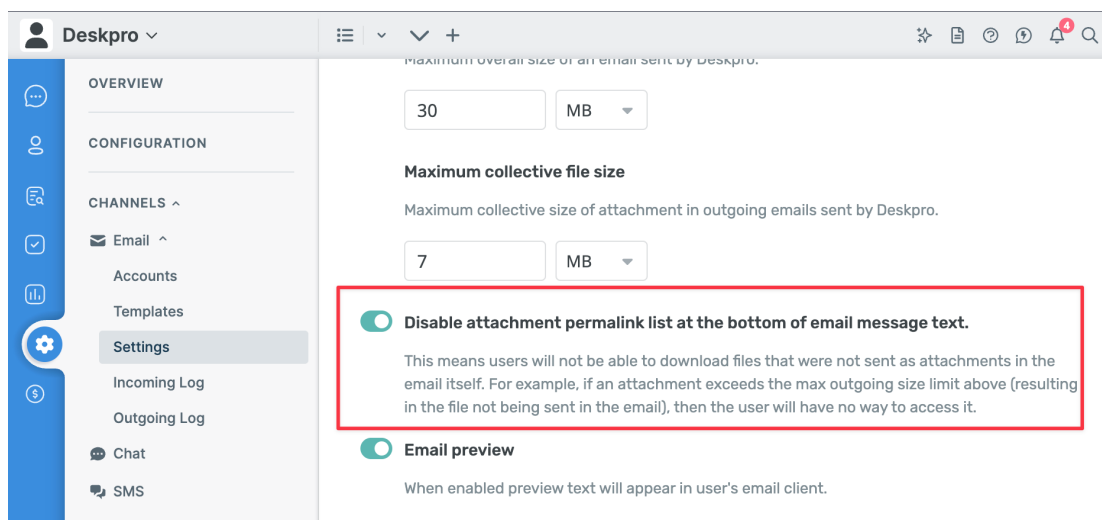 Deskpro
4
OVERVIEW
CONFIGURATION
CHANNELS
Email
Accounts
Templates
Settings
Incoming Log
Outgoing Log
Chat
SMS
Maximum overall size of an email sent by Deskpro.
30
MB
Maximum collective file size
Maximum collective size of attachment in outgoing emails sent by Deskpro.
7
MB
Disable attachment permalink list at the bottom of email message text.
This means users will not be able to download files that were not sent as attachments in the
email itself. For example, if an attachment exceeds the max outgoing size limit above (resulting
in the file not being sent in the email), then the user will have no way to access it.
Email preview
When enabled preview text will appear in user's email client.